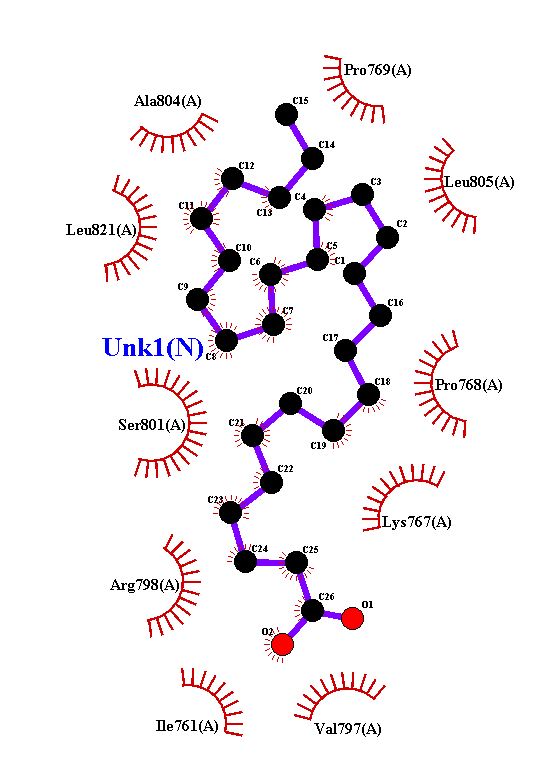 Pro769(A)
Ala804(A)
C15
C14
C12
C3
Leu805(A)
C4
C13
C11
Leu821(A)
C2
C10
C5
C6
C1
C9
C16
C7
C17
Unk1(N)
C8
Pro768(A)
C18
C20
Ser801(A)
C21
C19
C22
C23
Lys767(A)
C24
C25
Arg798(A)
C26
O1
O2
Ile761(A)
Val797(A)